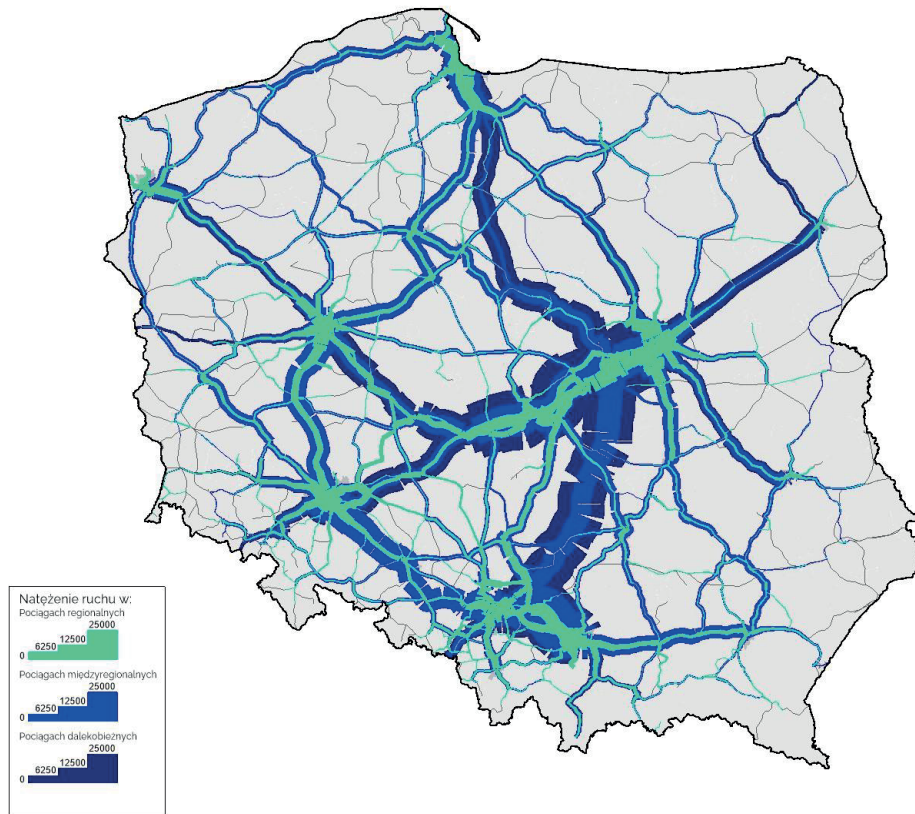 Natężenie ruchu w:
Pociągach regionalnych
0 6250 12500 25000
Pociągach międzyregionalnych
0 6250 12500 25000
Pociągach dalekobieżnych
0 6250 12500 25000